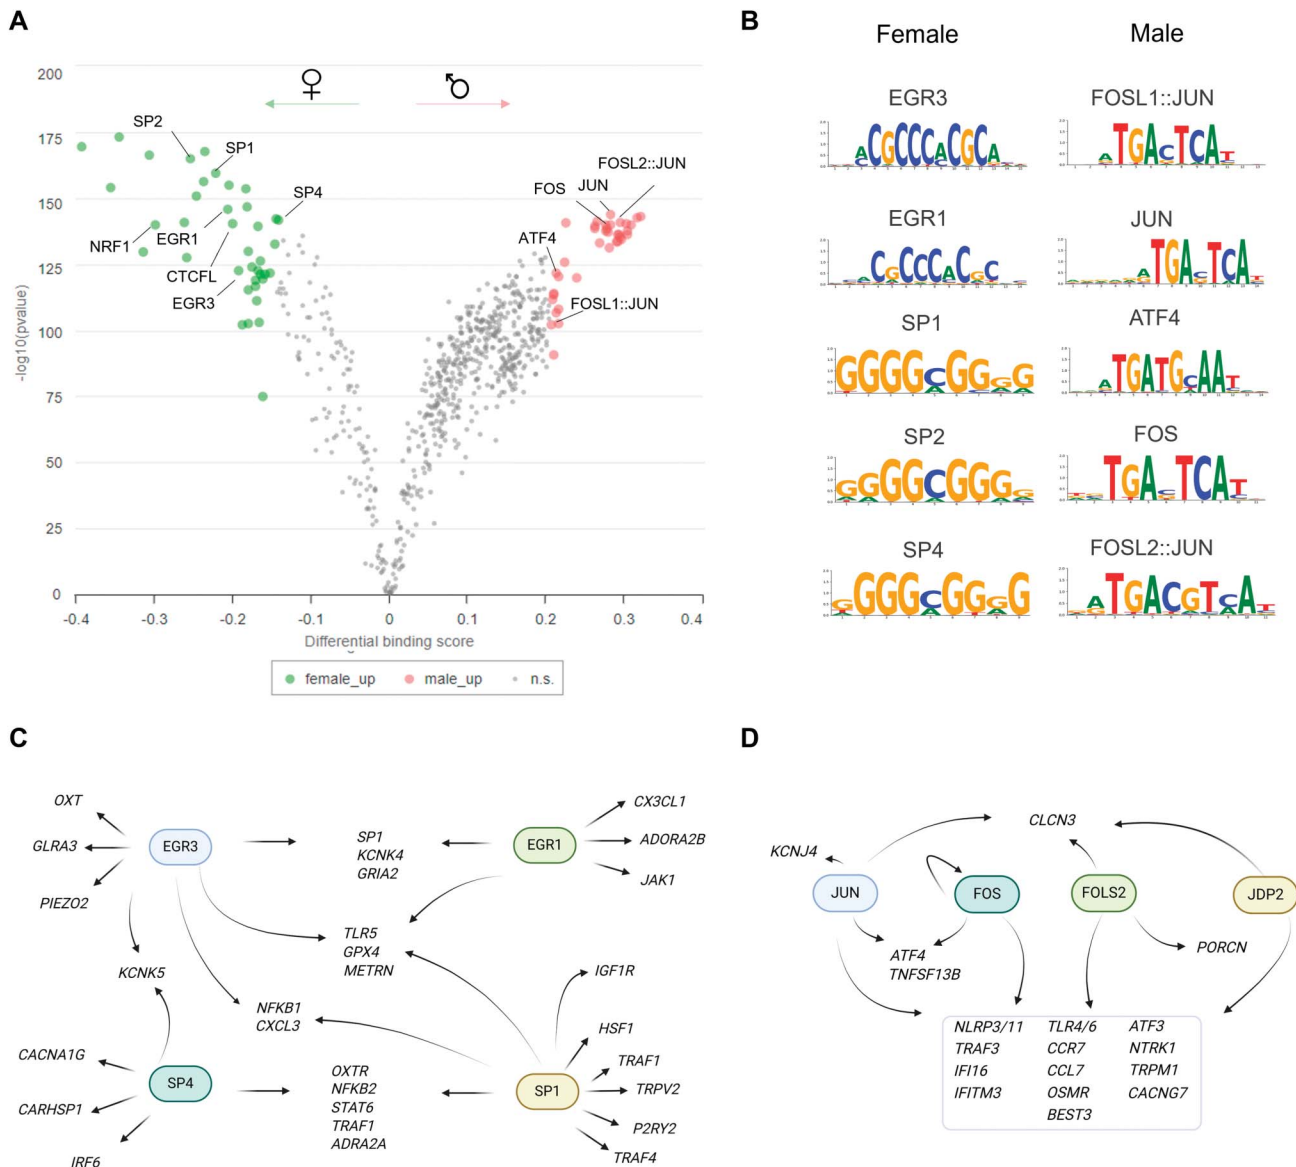 A
200
175
150
125
100
75
50
25
0
-log10(pvalue)
♀
♂
SP2
SP1
SP4
NRF1
EGR1
CTCFL
EGR3
FOSL2::JUN
JUN
FOS
ATF4
FOSL1::JUN
-0.4
-0.3
-0.2
-0.1
0
0.1
0.2
0.3
0.4
Differential binding score
female_up
male_up
n.s.
B
Female
Male
EGR3
FOSL1::JUN
EGR1
JUN
SP1
ATF4
SP2
FOS
SP4
FOSL2::JUN
C
OXT
GLRA3
PIEZO2
EGR3
SP1
KCNK4
GRIA2
EGR1
CX3CL1
ADORA2B
JAK1
TLR5
GPX4
METRN
KCNK5
NFKB1
CXCL3
IGF1R
HSF1
TRAF1
TRPV2
P2RY2
TRAF4
CACNA1G
CARHSP1
IRF6
SP4
OXTR
NFKB2
STAT6
TRAF1
ADRA2A
SP1
D
CLCN3
KCNJ4
JUN
FOS
FOLS2
JDP2
ATF4
TNFSF13B
PORCN
NLRP3/11
TRAF3
IFI16
IFITM3
TLR4/6
CCR7
CCL7
OSMR
BEST3
ATF3
NTRK1
TRPM1
CACNG7